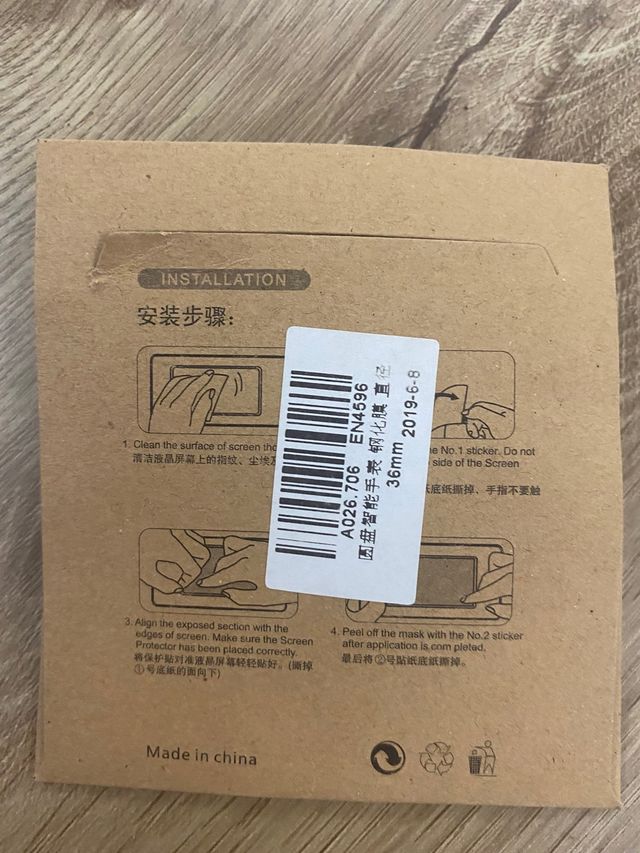 INSTALLATION
安装步骤:
1. Clean the surface of screen tho
清洁液晶屏幕上的指纹、尘埃
he No.1 sticker. Do not
side of the Screen
底纸撕掉、手指不要触
A026.706 EN4596
圆盘智能手表 钢化膜 直径
36mm 2019-6-8
3. Align the exposed section with the
edges of screen. Make sure the Screen
Protector has been placed correctly.
将保护贴对准液晶屏幕轻轻贴好。(撕掉
①号底纸的面向下)
4. Peel off the mask with the No.2 sticker
after application is com pleted.
最后将②号贴纸底纸撕掉。
Made in china